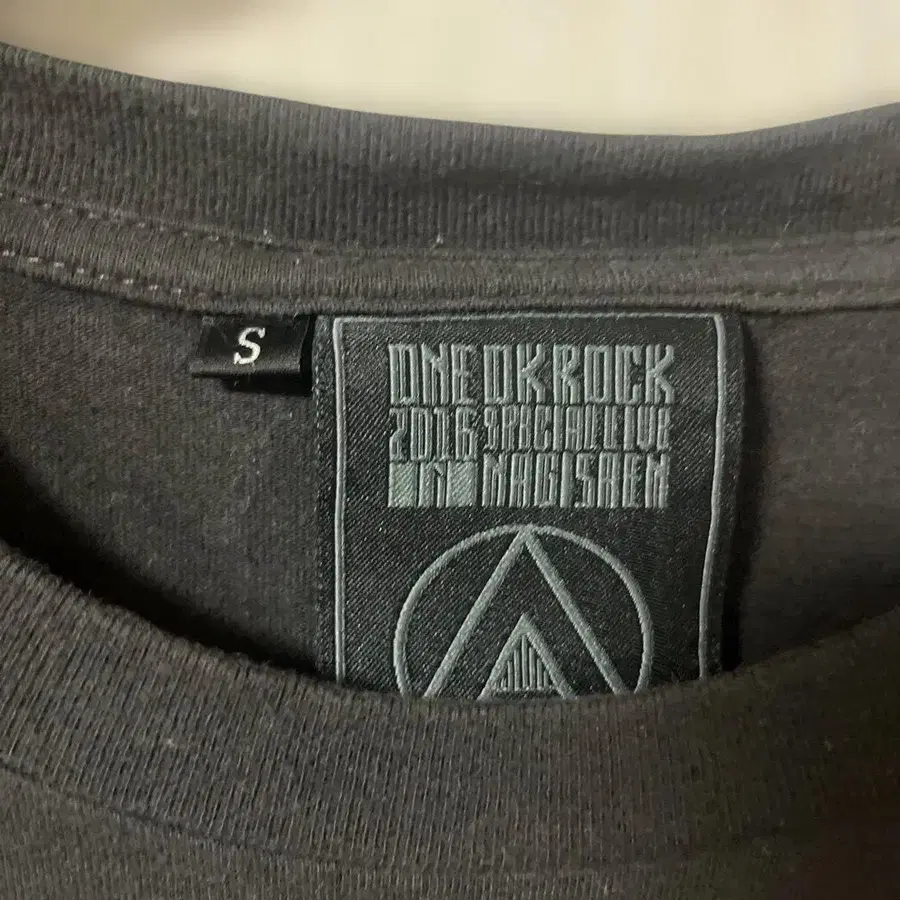 S
ONE OK ROCK
2016 SPECIAL LIVE
IN NAGISAEN